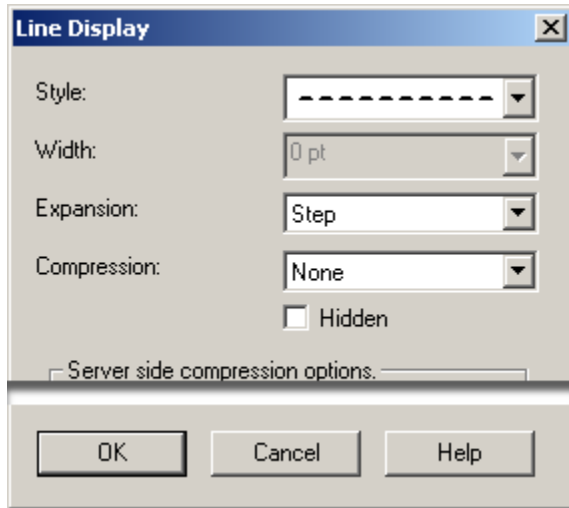 Line Display
Style:
Width: 0 pt
Expansion: Step
Compression: None
Hidden
Server side compression options.
OK Cancel Help